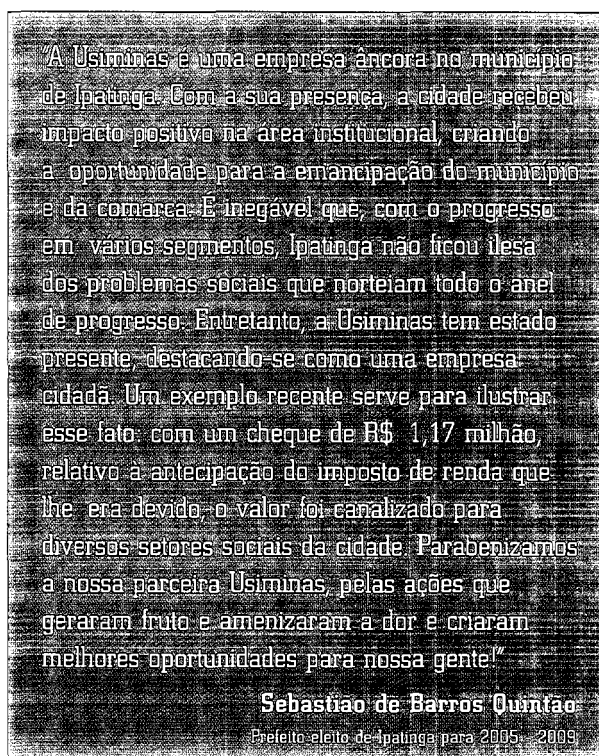 "A Usiminas é uma empresa âncora no município
de Ipatinga. Com a sua presença, a cidade recebeu
impacto positivo na área institucional, criando
a oportunidade para a emancipação do município
e da comarca. É inegável que, com o progresso
em vários segmentos, Ipatinga não ficou ilesa
dos problemas sociais que norteiam todo o anel
de progresso. Entretanto, a Usiminas tem estado
presente, destacando-se como uma empresa
cidadã. Um exemplo recente serve para ilustrar
esse fato: com um cheque de R$ 1,17 milhão,
relativo à antecipação do imposto de renda que
lhe era devido, o valor foi canalizado para
diversos setores sociais da cidade. Parabenizamos
a nossa parceira Usiminas, pelas ações que
geraram fruto e amenizaram a dor e criaram
melhores oportunidades para nossa gente!"
Sebastião de Barros Quintão
Prefeito eleito de Ipatinga para 2005 - 2009